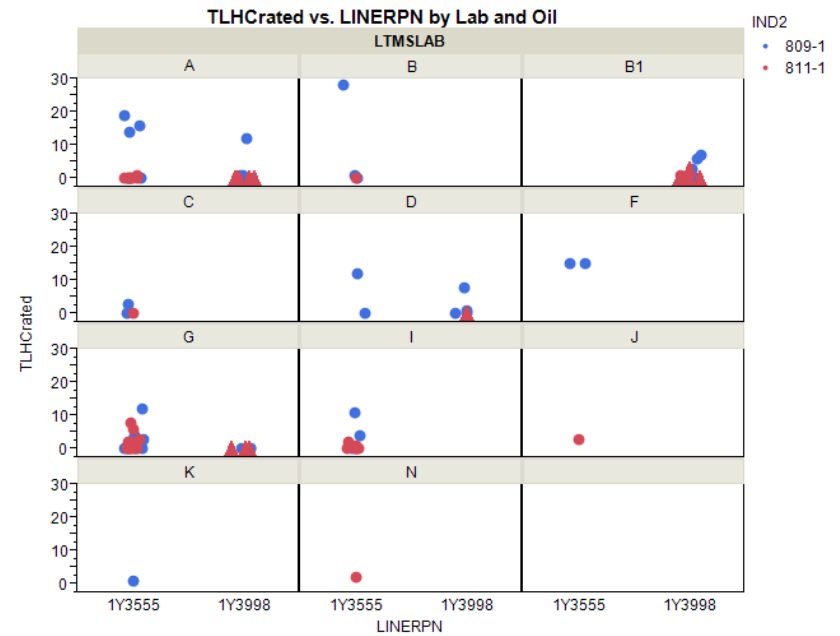 TLHCrated vs. LINERPN by Lab and Oil
IND2
809-1
811-1
LTMSLAB
A B B1
30
20
10
0
C D F
30
20
10
0
G I J
30
20
10
0
K N
30
20
10
0
TLHCrated
1Y3555 1Y3998 1Y3555 1Y3998 1Y3555 1Y3998
LINERPN